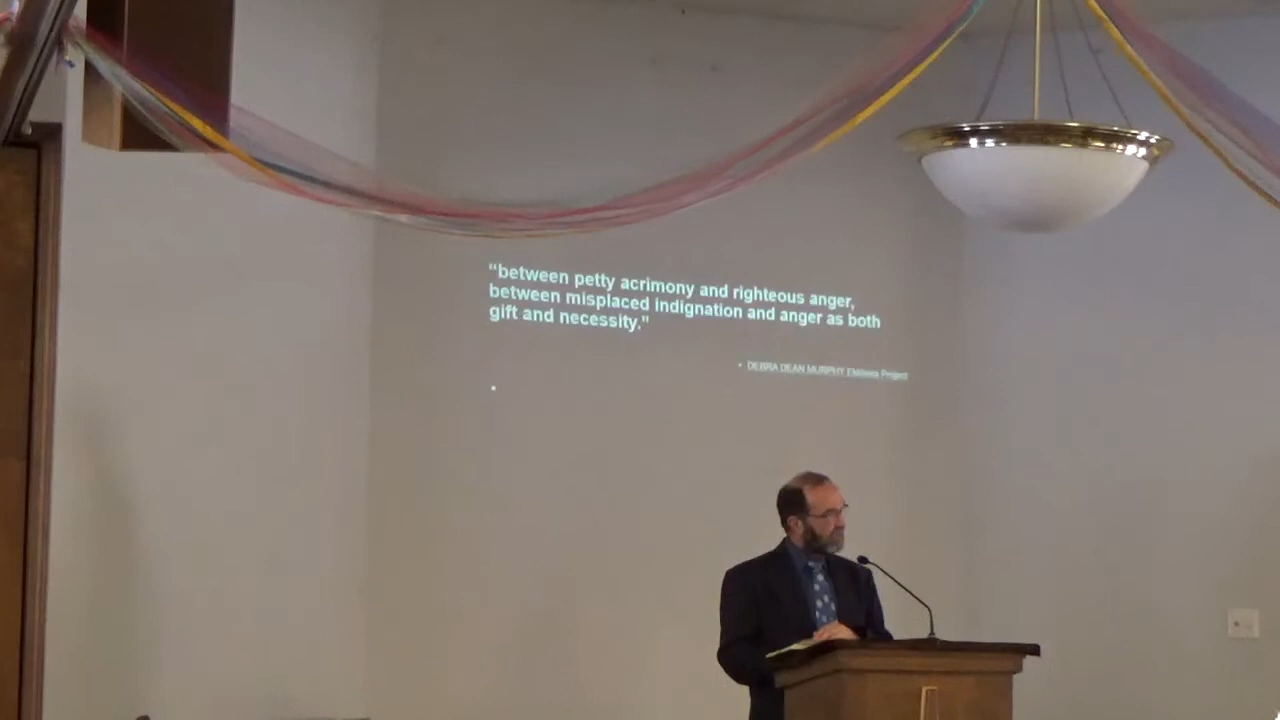 “between petty acrimony and righteous anger,
between misplaced indignation and anger as both
gift and necessity.”
• DEBRA DEAN MURPHY Ekklesia Project